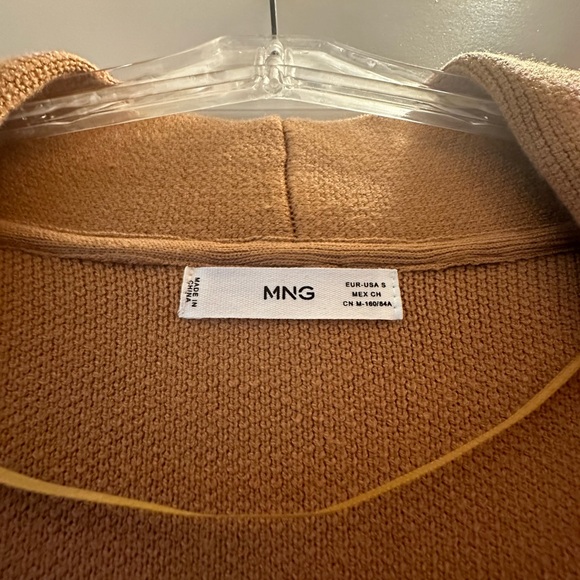 MADE IN
CHINA
MNG
EUR-USA S
MEX CH
CN M-160/84A